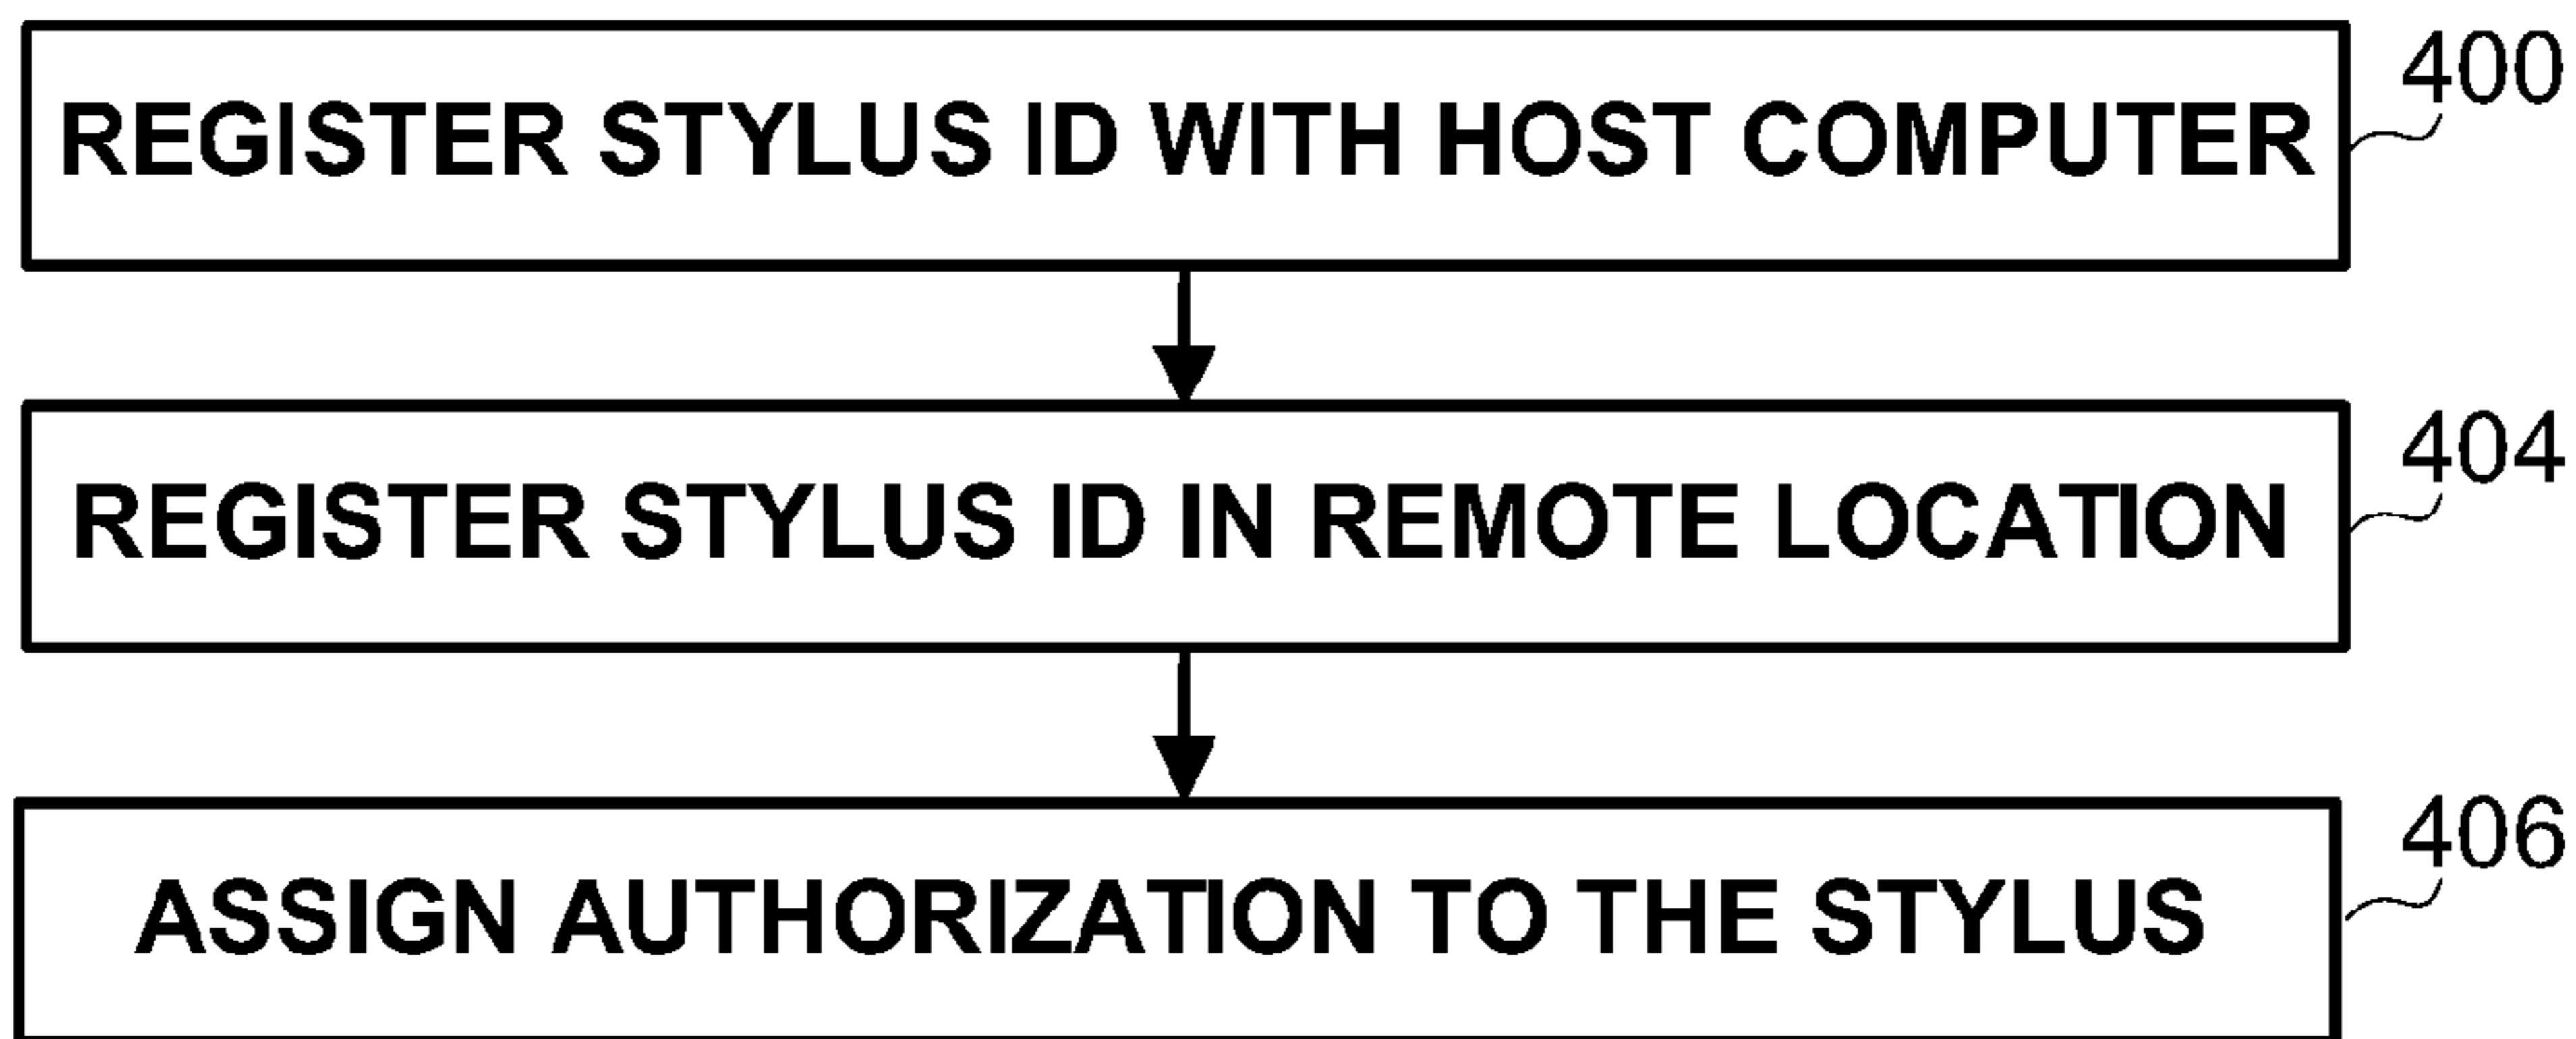 REGISTER STYLUS ID WITH HOST COMPUTER
400
REGISTER STYLUS ID IN REMOTE LOCATION
404
ASSIGN AUTHORIZATION TO THE STYLUS
406